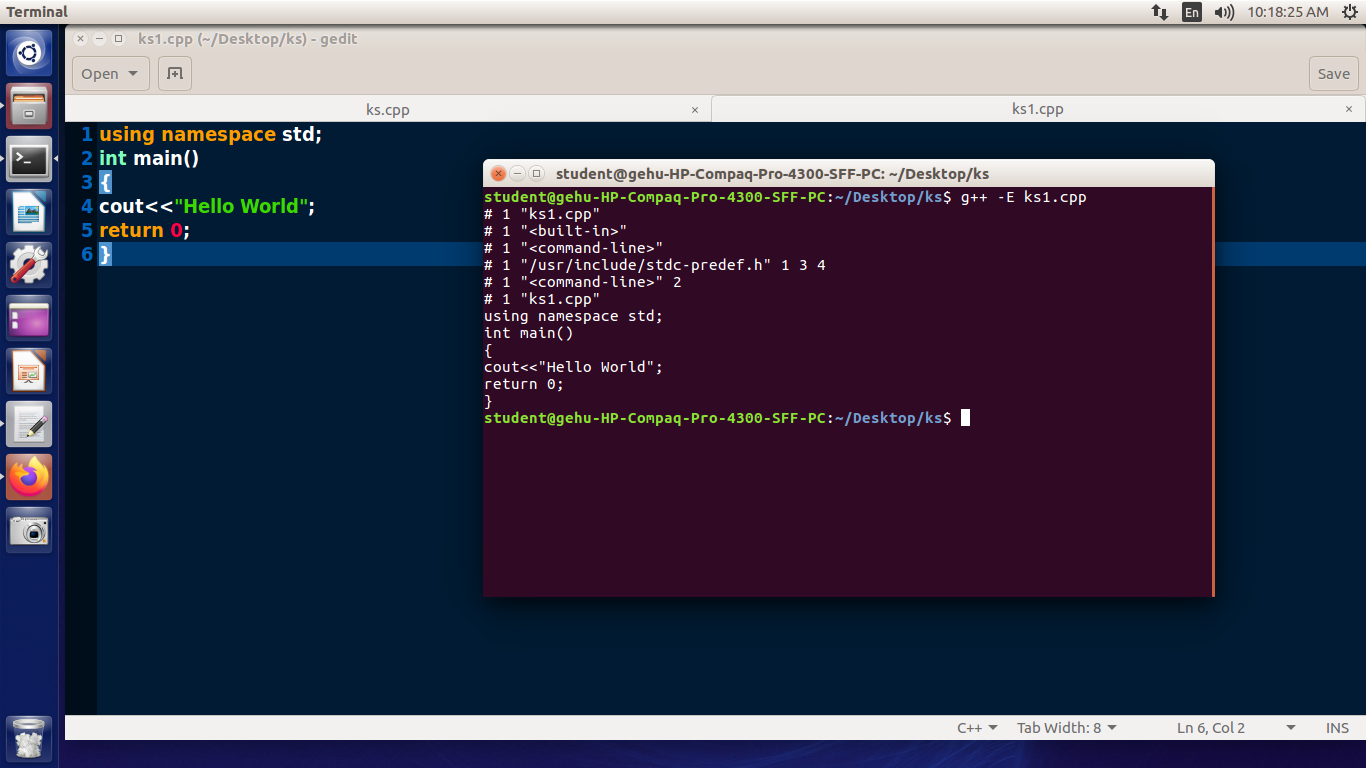 Terminal
En
10:18:25 AM
ks1.cpp (~/Desktop/ks) - gedit
Open
Save
ks.cpp
×
ks1.cpp
×
1 using namespace std;
2 int main()
3 {
4 cout<<"Hello World";
5 return 0;
6 }
student@gehu-HP-Compaq-Pro-4300-SFF-PC: ~/Desktop/ks
student@gehu-HP-Compaq-Pro-4300-SFF-PC:~/Desktop/ks$ g++ -E ks1.cpp
# 1 "ks1.cpp"
# 1 "<built-in>"
# 1 "<command-line>"
# 1 "/usr/include/stdc-predef.h" 1 3 4
# 1 "<command-line>" 2
# 1 "ks1.cpp"
using namespace std;
int main()
{
cout<<"Hello World";
return 0;
}
student@gehu-HP-Compaq-Pro-4300-SFF-PC:~/Desktop/ks$
C++
Tab Width: 8
Ln 6, Col 2
INS